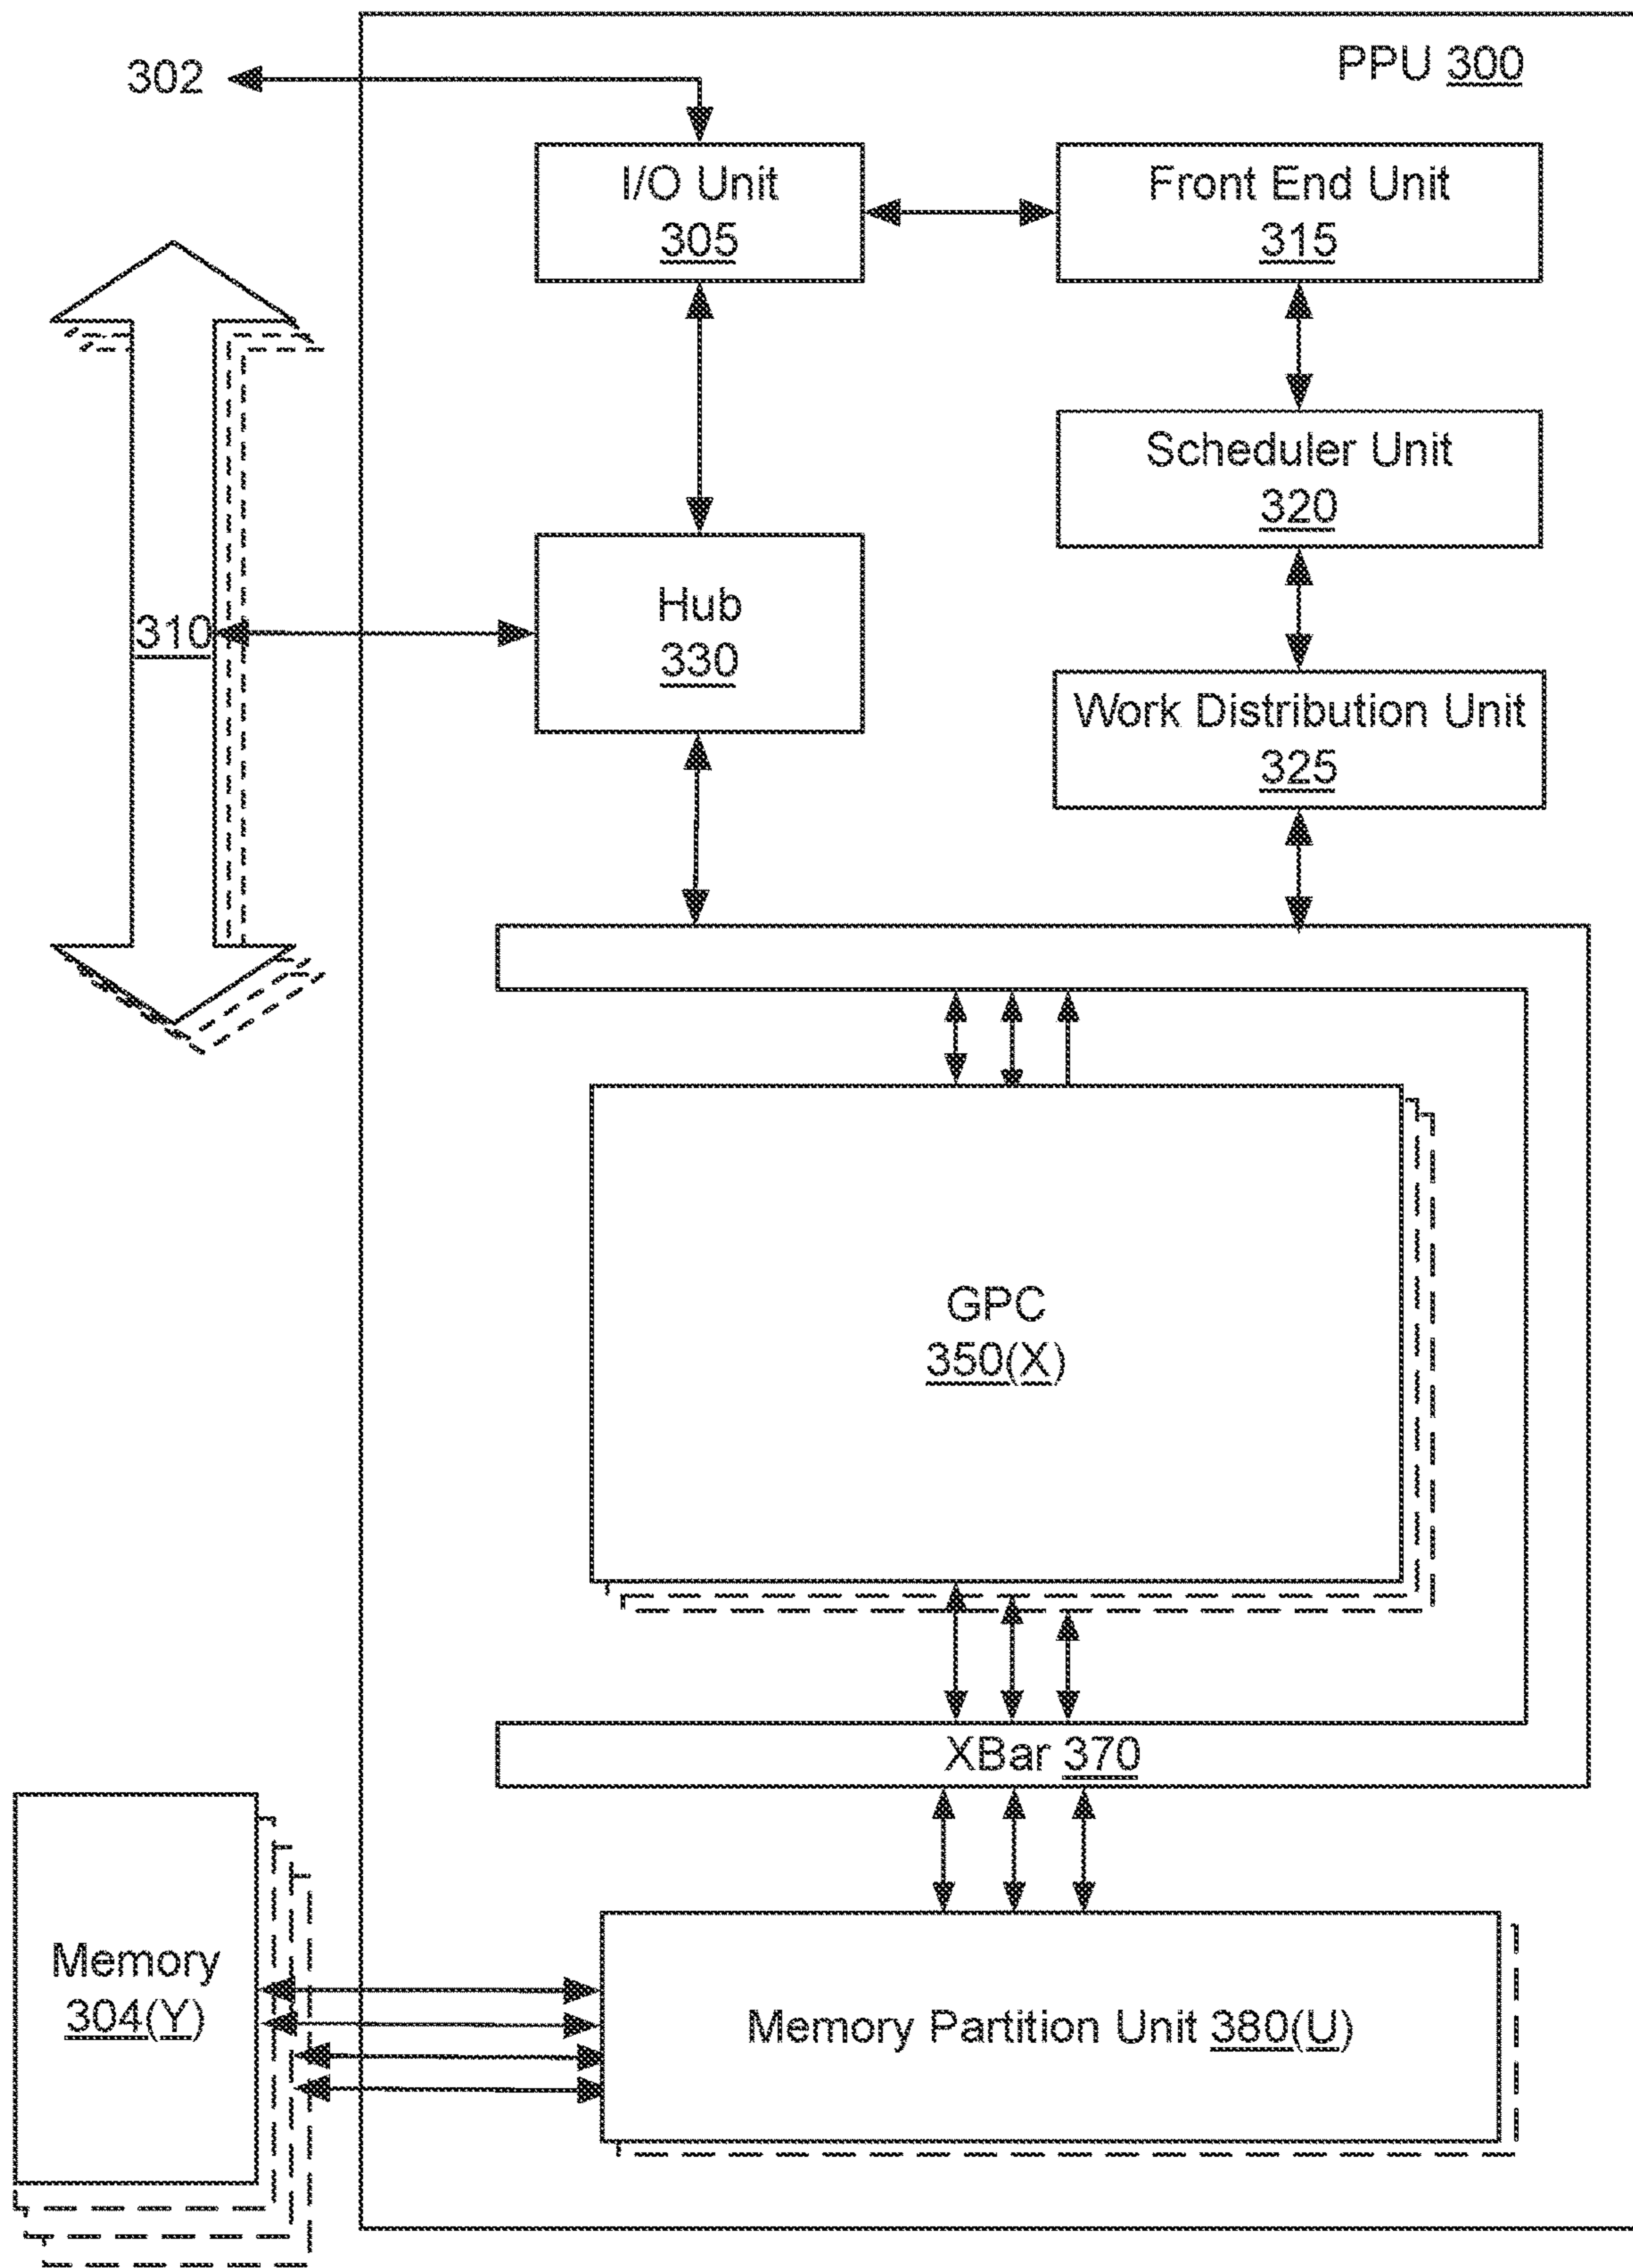 PPU 300
302
I/O Unit
305
Front End Unit
315
Scheduler Unit
320
310
Hub
330
Work Distribution Unit
325
GPC
350(X)
XBar 370
Memory
304(Y)
Memory Partition Unit 380(U)